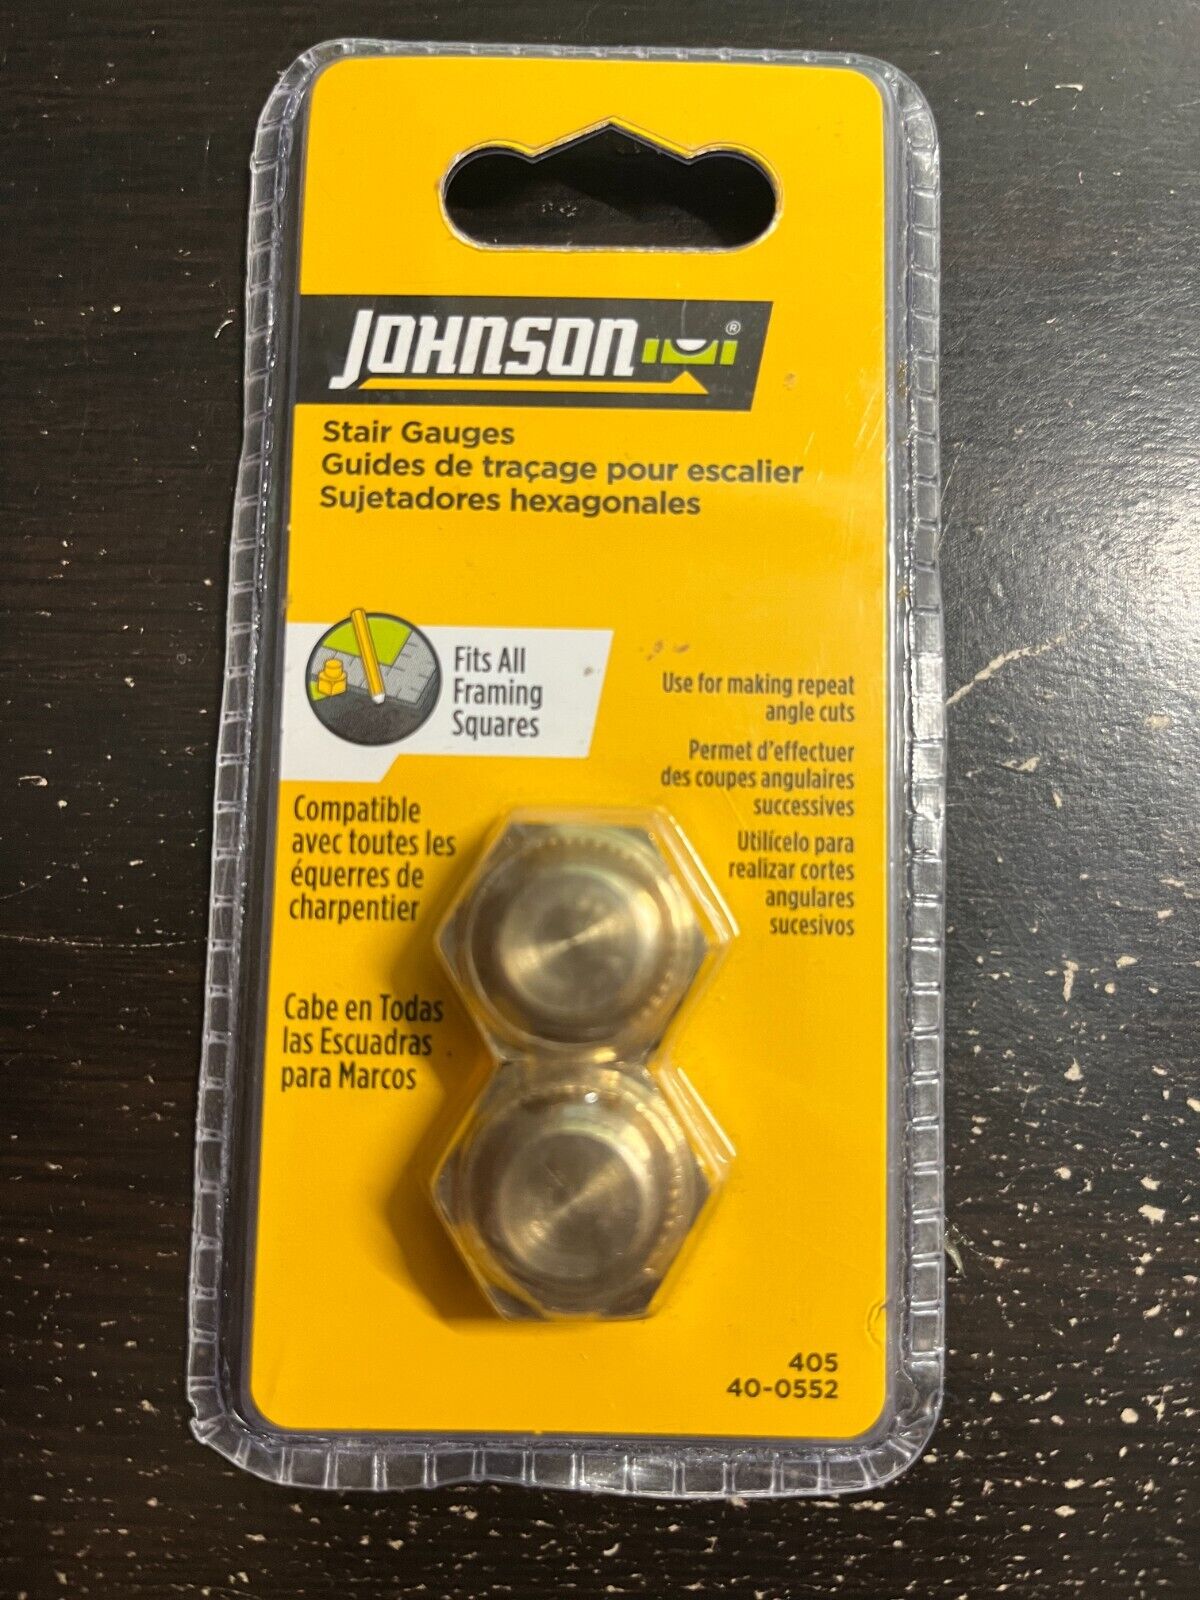 JOHNSON ®
Stair Gauges
Guides de traçage pour escalier
Sujetadores hexagonales
Fits All
Framing
Squares
Use for making repeat
angle cuts
Permet d'effectuer
des coupes angulaires
successives
Utilícelo para
realizar cortes
angulares
sucesivos
Compatible
avec toutes les
équerres de
charpentier
Cabe en Todas
las Escuadras
para Marcos
405
40-0552